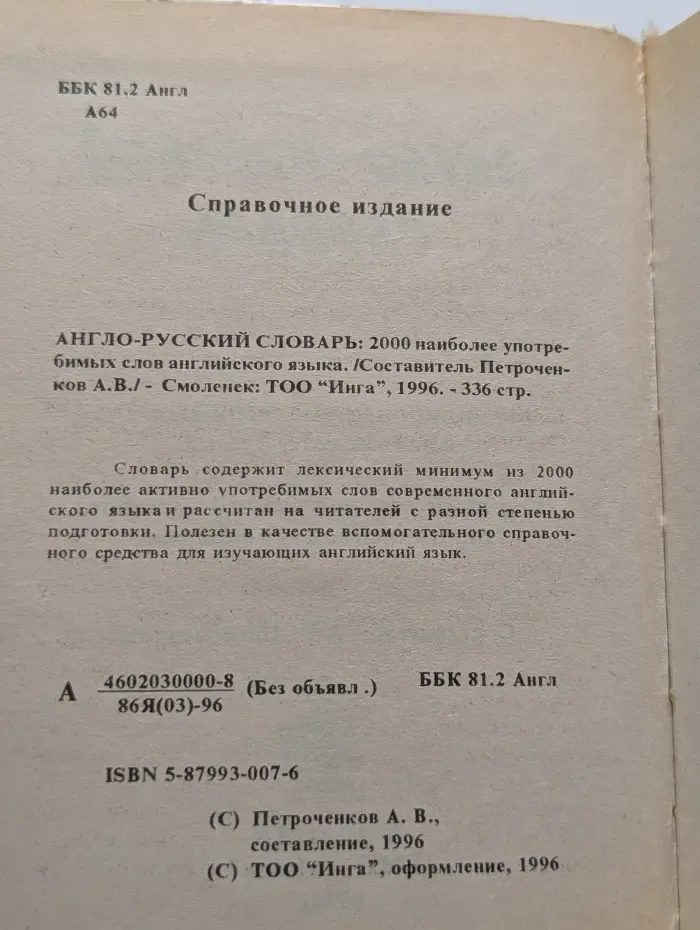 ББК 81.2 Англ
А64
Справочное издание
АНГЛО-РУССКИЙ СЛОВАРЬ: 2000 наиболее употре-
бимых слов английского языка. /Составитель Петрочен-
ков А.В./ - Смоленск: ТОО “Инга”, 1996. - 336 стр.
Словарь содержит лексический минимум из 2000
наиболее активно употребимых слов современного англий-
ского языка и рассчитан на читателей с разной степенью
подготовки. Полезен в качестве вспомогательного справоч-
ного средства для изучающих английский язык.
А 4602030000-8 (Без объявл .) ББК 81.2 Англ
86Я(03)-96
ISBN 5-87993-007-6
(С) Петроченков А. В.,
составление, 1996
(С) ТОО “Инга”, оформление, 1996